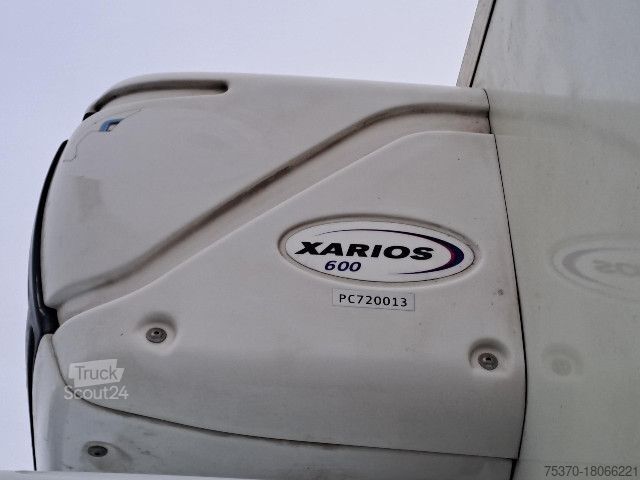 XARIOS
600
PC720013
Truck
Scout24
75370-18066221